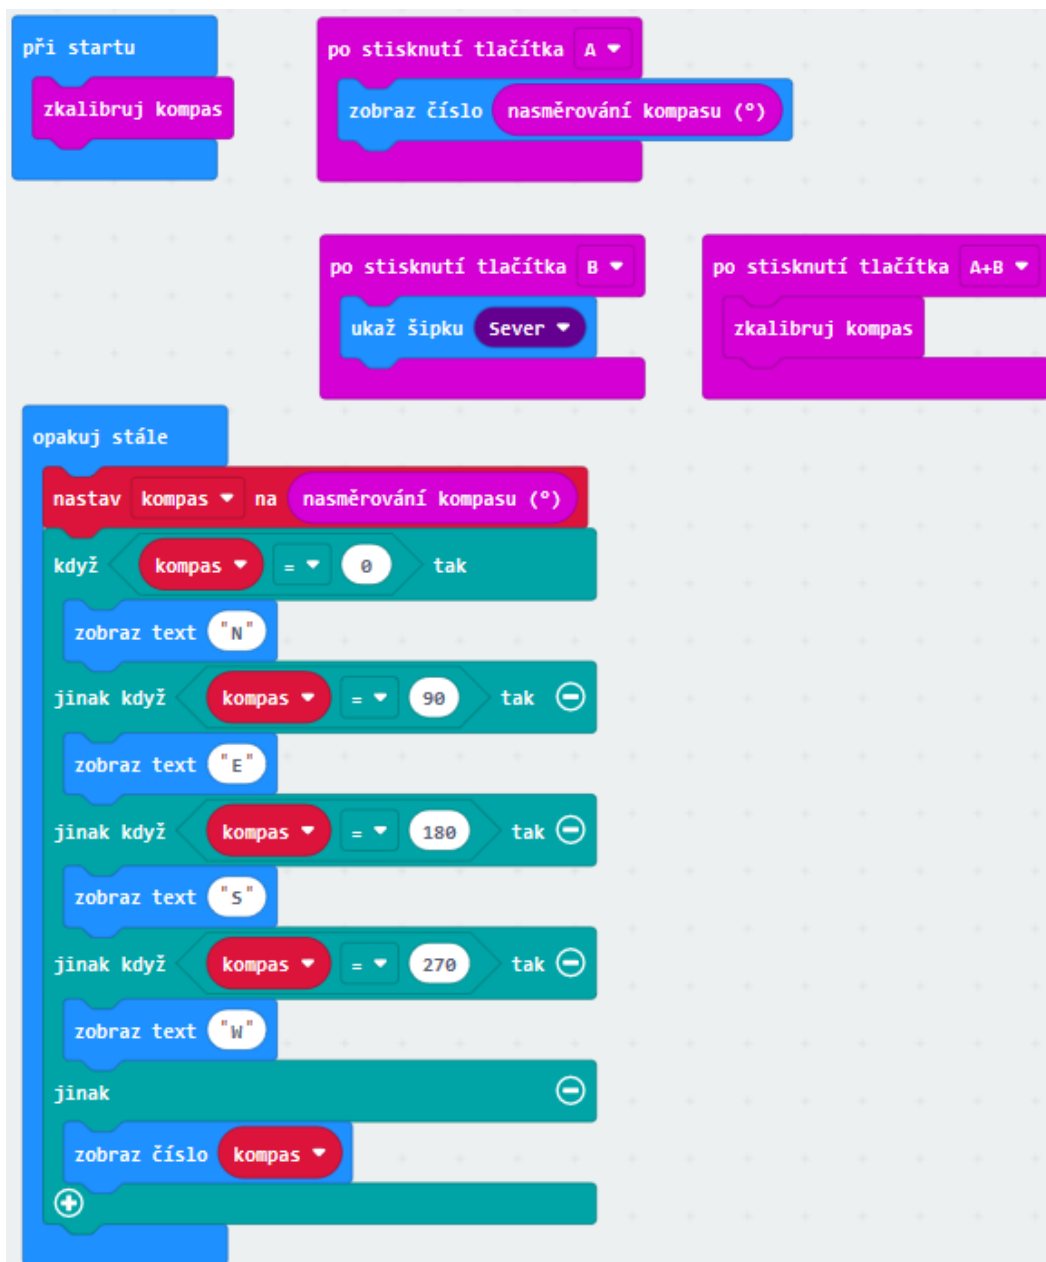 při startu
zkalibruj kompas
po stisknutí tlačítka A
zobraz číslo nasměrování kompasu (°)
po stisknutí tlačítka B
ukaž šipku Sever
po stisknutí tlačítka A+B
zkalibruj kompas
opakuj stále
nastav kompas na nasměrování kompasu (°)
když kompas = 0 tak
zobraz text "N"
jinak když kompas = 90 tak
zobraz text "E"
jinak když kompas = 180 tak
zobraz text "S"
jinak když kompas = 270 tak
zobraz text "W"
jinak
zobraz číslo kompas